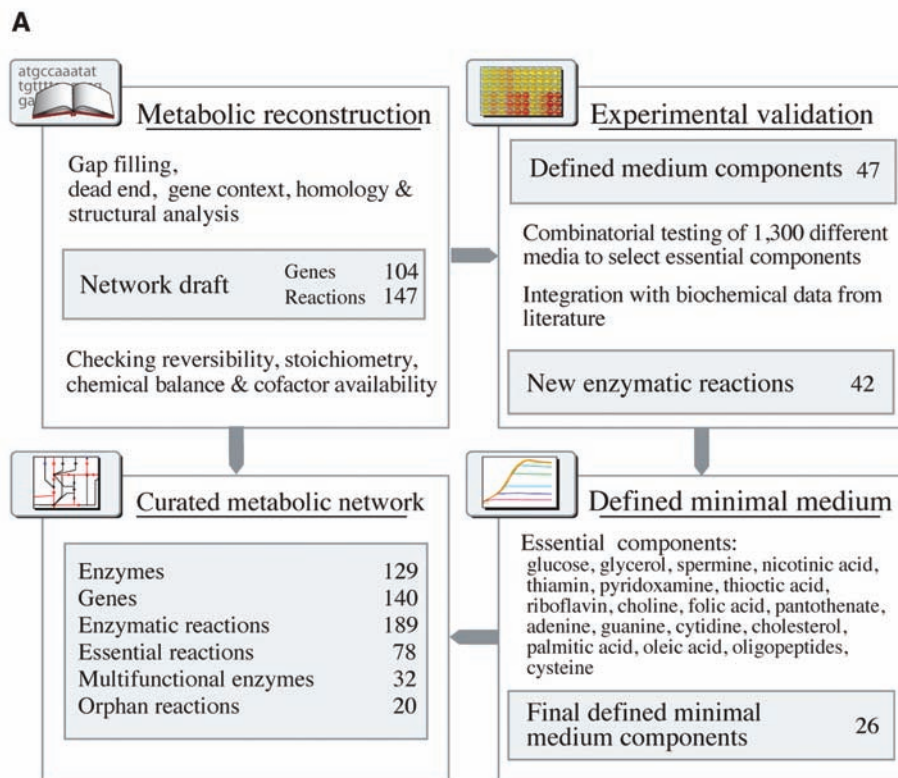 A
atgccaaatat
tgtttt
ga
g
Metabolic reconstruction
Gap filling,
dead end, gene context, homology &
structural analysis
Network draft Genes 104
Reactions 147
Checking reversibility, stoichiometry,
chemical balance & cofactor availability
Experimental validation
Defined medium components 47
Combinatorial testing of 1,300 different
media to select essential components
Integration with biochemical data from
literature
New enzymatic reactions 42
Curated metabolic network
Enzymes 129
Genes 140
Enzymatic reactions 189
Essential reactions 78
Multifunctional enzymes 32
Orphan reactions 20
Defined minimal medium
Essential components:
glucose, glycerol, spermine, nicotinic acid,
thiamin, pyridoxamine, thioctic acid,
riboflavin, choline, folic acid, pantothenate,
adenine, guanine, cytidine, cholesterol,
palmitic acid, oleic acid, oligopeptides,
cysteine
Final defined minimal
medium components 26